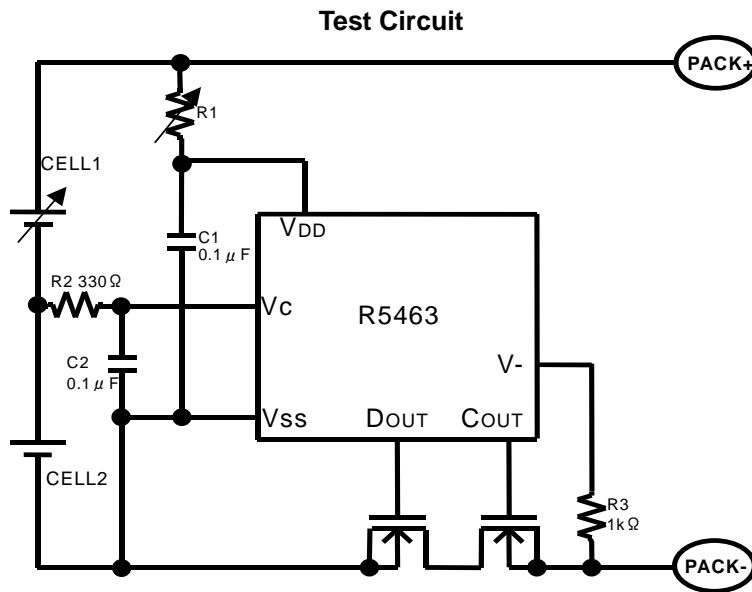 Test Circuit
PACK+
R1
CELL1
VDD
C1
0.1μF
R2 330Ω
Vc
R5463
C2
0.1μF
V-
Vss
DOUT
COUT
CELL2
R3
1kΩ
PACK-